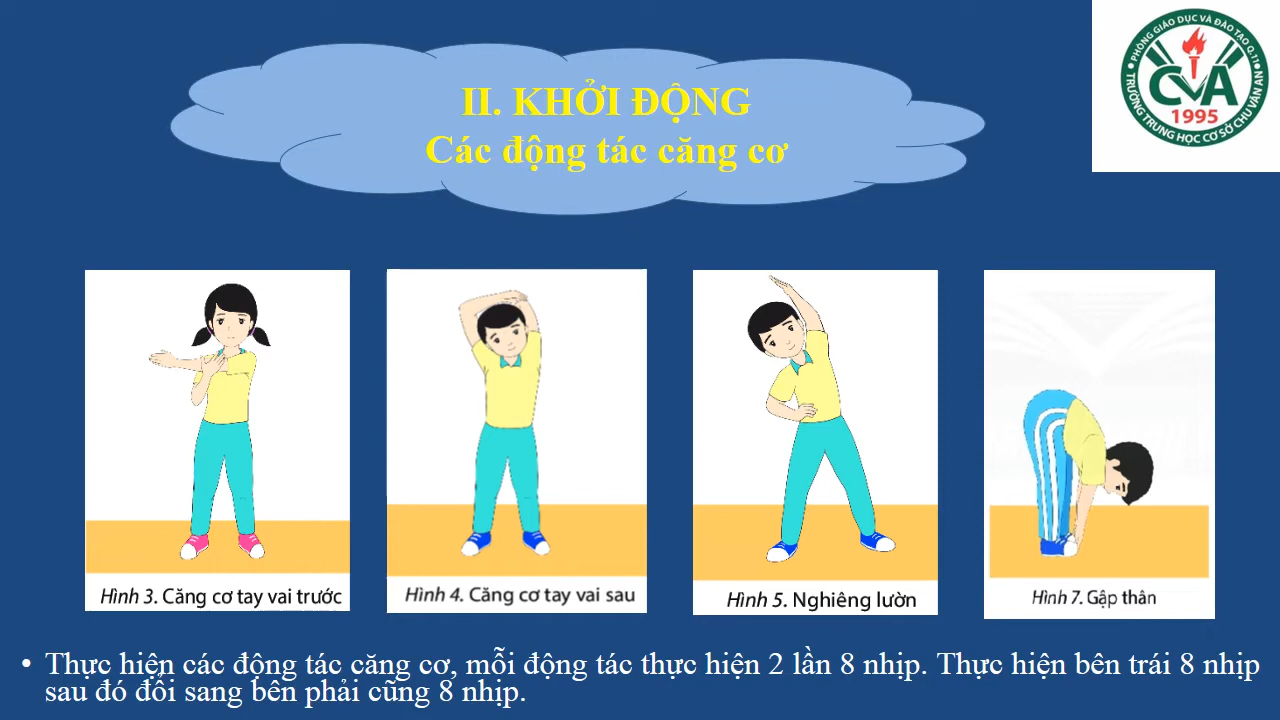 II. KHỞI ĐỘNG
Các động tác căng cơ
PHÒNG GIÁO DỤC VÀ ĐÀO TẠO Q.11
CVA
1995
TRƯỜNG TRUNG HỌC CƠ SỞ CHU VĂN AN
Hình 3. Căng cơ tay vai trước
Hình 4. Căng cơ tay vai sau
Hình 5. Nghiêng lườn
Hình 7. Gập thân
• Thực hiện các động tác căng cơ, mỗi động tác thực hiện 2 lần 8 nhịp. Thực hiện bên trái 8 nhịp
sau đó đổi sang bên phải cũng 8 nhịp.